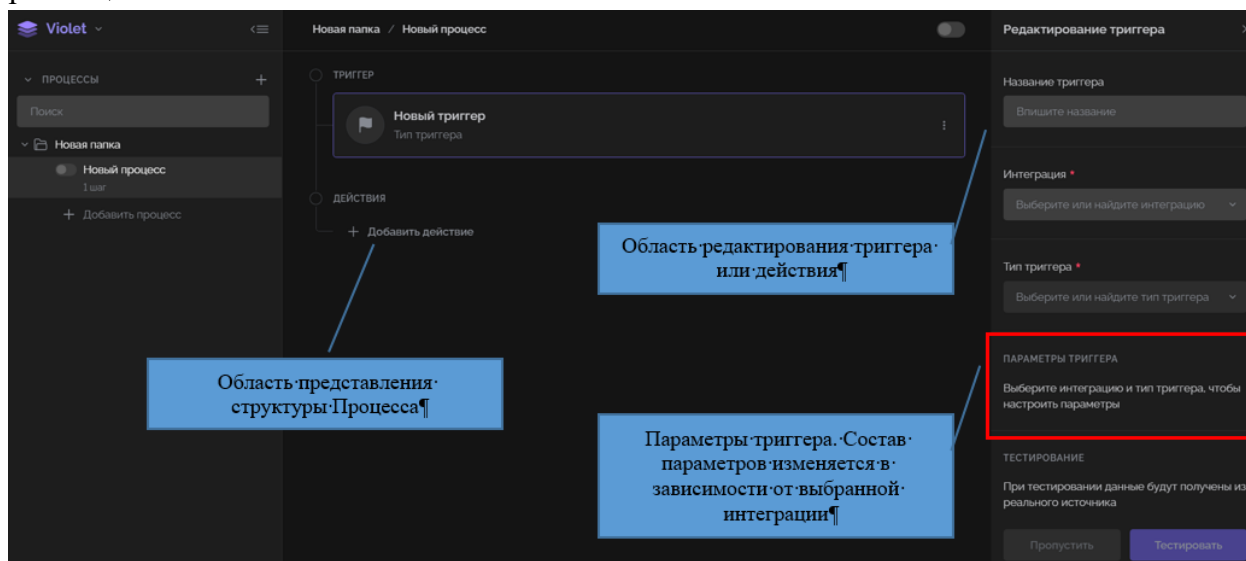 Violet
Новая папка / Новый процесс
Редактирование триггера
ПРОЦЕССЫ
Поиск
Новая папка
Новый процесс
1 шаг
+ Добавить процесс
ТРИГГЕР
Новый триггер
Тип триггера
ДЕЙСТВИЯ
+ Добавить действие
Область·представления·
структуры·Процесса¶
Область·редактирования·триггера·
или·действия¶
Параметры·триггера.·Состав·
параметров·изменяется·в·
зависимости·от·выбранной·
интеграции¶
Название триггера
Впишите название
Интеграция *
Выберите или найдите интеграцию
Тип триггера *
Выберите или найдите тип триггера
ПАРАМЕТРЫ ТРИГГЕРА
Выберите интеграцию и тип триггера, чтобы
настроить параметры
ТЕСТИРОВАНИЕ
При тестировании данные будут получены из
реального источника
Пропустить
Тестировать